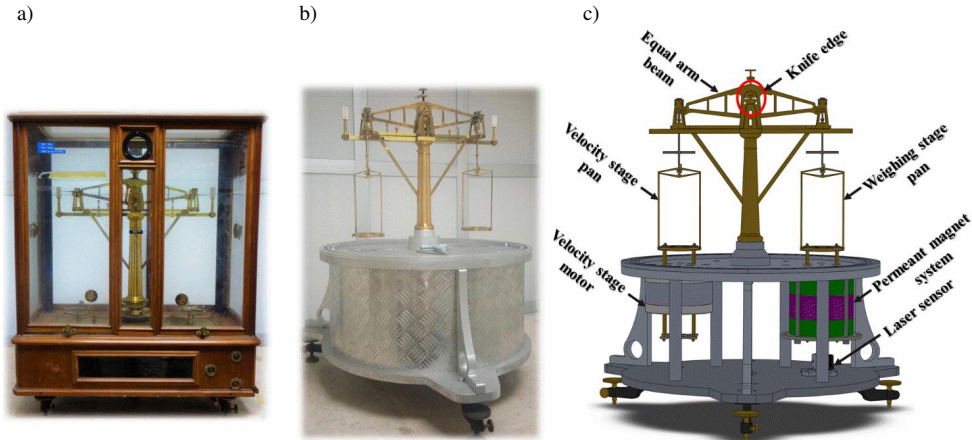 a)
b)
c)
Equal arm
beam
Knife edge
Velocity stage
pan
Weighing stage
pan
Velocity stage
motor
Permeant magnet
system
Laser sensor